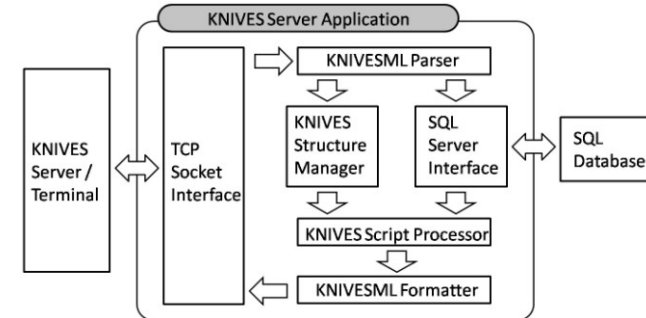 KNIVES Server Application
KNIVESML Parser
KNIVES
Server /
Terminal
TCP
Socket
Interface
KNIVES
Structure
Manager
SQL
Server
Interface
SQL
Database
KNIVES Script Processor
KNIVESML Formatter